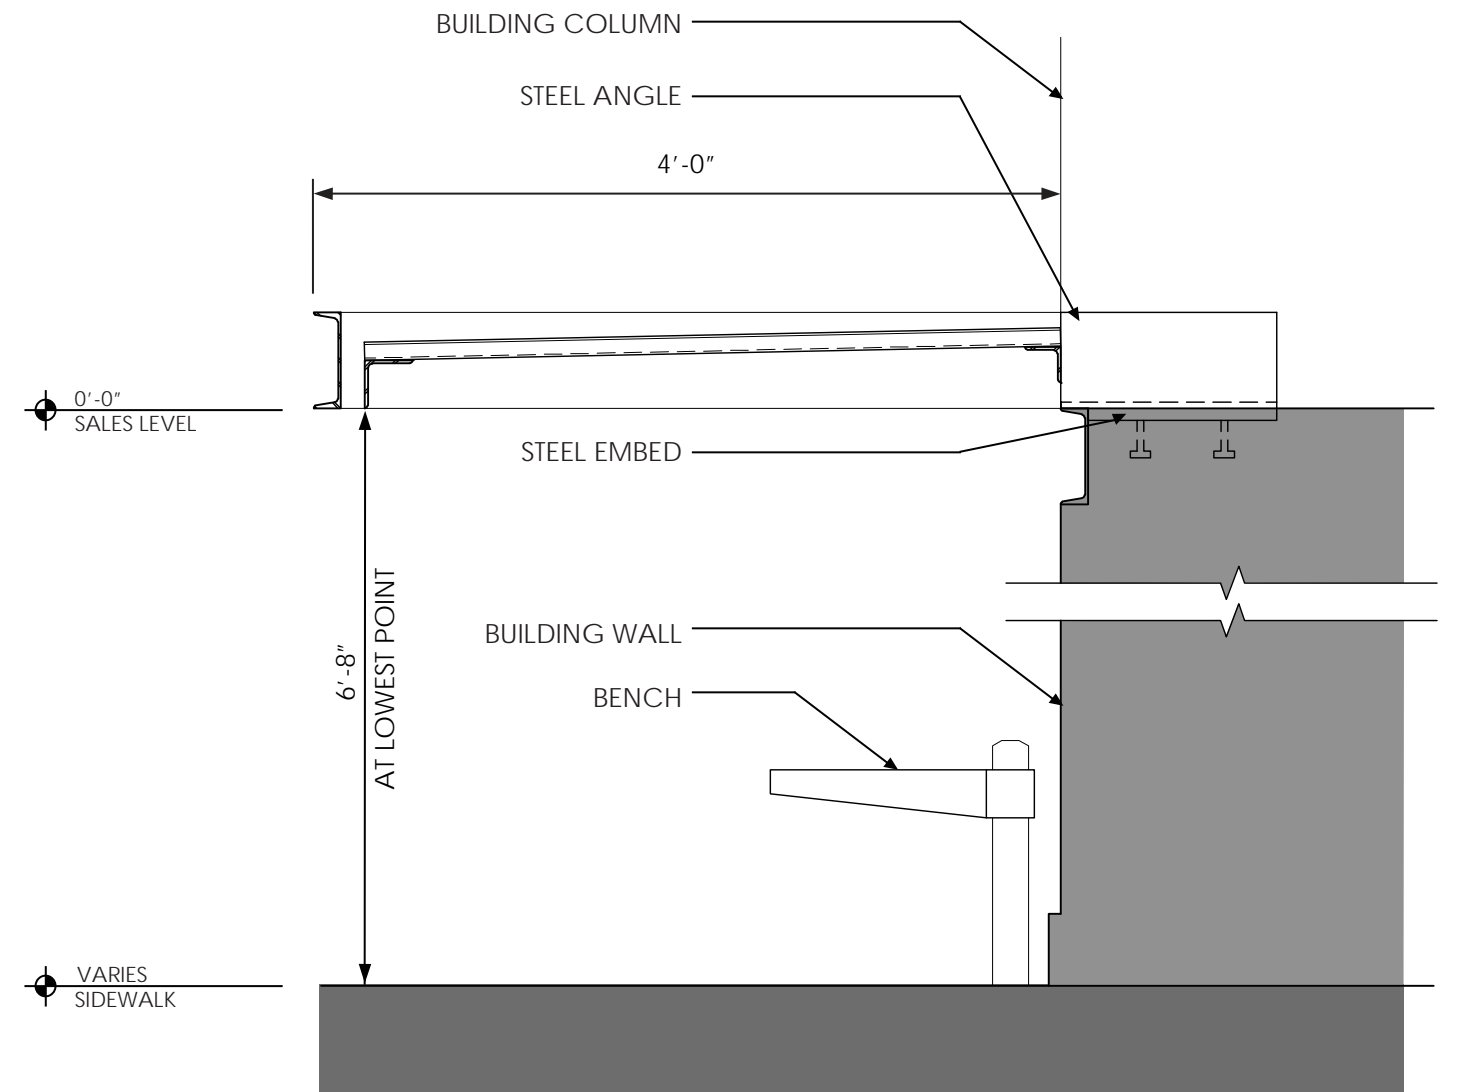 BUILDING COLUMN
STEEL ANGLE
4'-0"
0'-0"
SALES LEVEL
STEEL EMBED
6'-8"
AT LOWEST POINT
BUILDING WALL
BENCH
VARIES
SIDEWALK